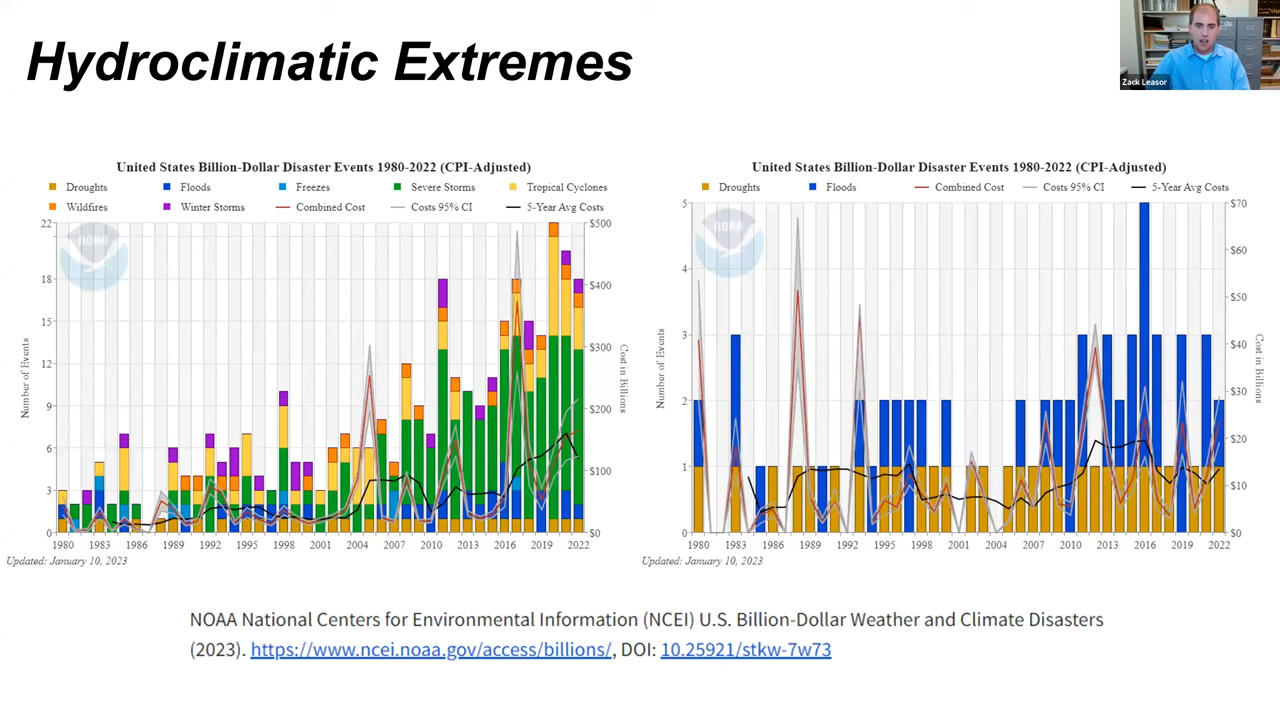 Hydroclimatic Extremes
Zack Leasor
United States Billion-Dollar Disaster Events 1980-2022 (CPI-Adjusted)
Droughts Floods Freezes Severe Storms Tropical Cyclones
Wildfires Winter Storms Combined Cost Costs 95% CI 5-Year Avg Costs
NOAA
Number of Events
22
18
15
12
9
6
3
0
$500
$400
$300
$200
$100
$0
Cost in Billions
1980 1983 1986 1989 1992 1995 1998 2001 2004 2007 2010 2013 2016 2019 2022
Updated: January 10, 2023
United States Billion-Dollar Disaster Events 1980-2022 (CPI-Adjusted)
Droughts Floods Combined Cost Costs 95% CI 5-Year Avg Costs
NOAA
Number of Events
5
4
3
2
1
0
$70
$60
$50
$40
$30
$20
$10
$0
Cost in Billions
1980 1983 1986 1989 1992 1995 1998 2001 2004 2007 2010 2013 2016 2019 2022
Updated: January 10, 2023
NOAA National Centers for Environmental Information (NCEI) U.S. Billion-Dollar Weather and Climate Disasters
(2023). https://www.ncei.noaa.gov/access/billions/, DOI: 10.25921/stkw-7w73